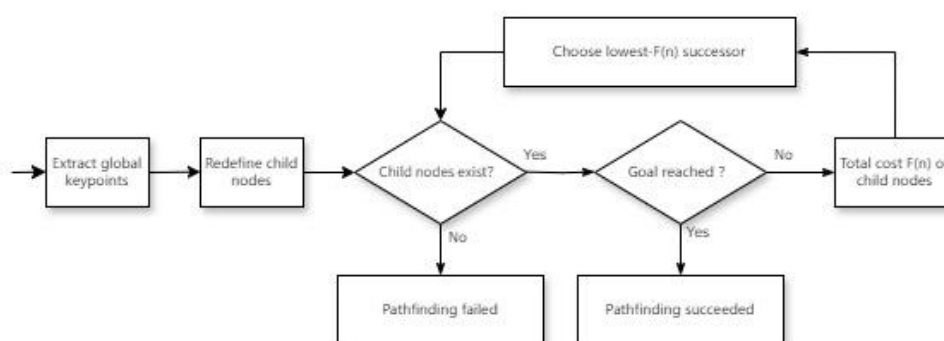 Choose lowest-F(n) successor
Extract global
keypoints
Redefine child
nodes
Child nodes exist?
Yes
Goal reached ?
No
Total cost F(n) o
child nodes
No
Yes
Pathfinding failed
Pathfinding succeeded